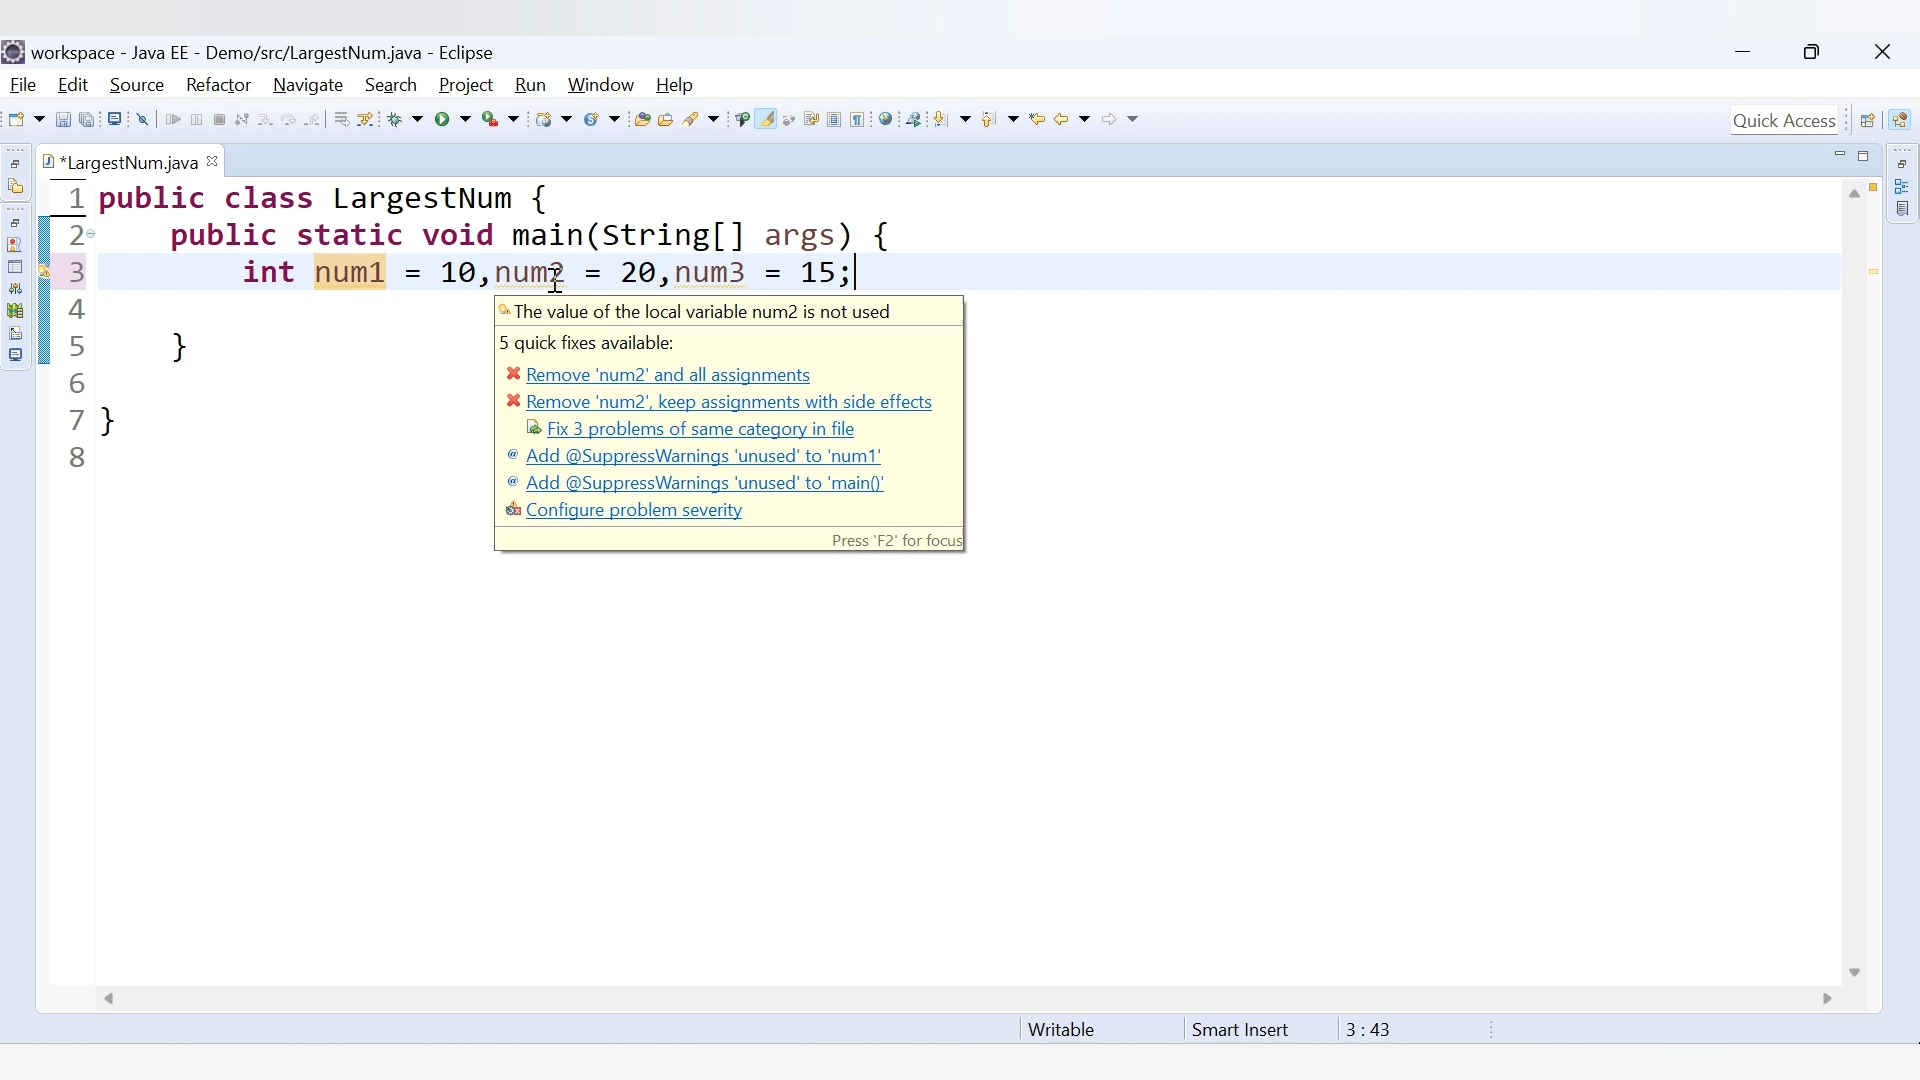 workspace - Java EE - Demo/src/LargestNum.java - Eclipse
File Edit Source Refactor Navigate Search Project Run Window Help
Quick Access
*LargestNum.java
1 public class LargestNum {
2 public static void main(String[] args) {
3 int num1 = 10,num2 = 20,num3 = 15;
4
5 }
6
7 }
8
The value of the local variable num2 is not used
5 quick fixes available:
Remove 'num2' and all assignments
Remove 'num2', keep assignments with side effects
Fix 3 problems of same category in file
@ Add @SuppressWarnings 'unused' to 'num1'
@ Add @SuppressWarnings 'unused' to 'main()'
Configure problem severity
Press 'F2' for focus
Writable Smart Insert 3 : 43